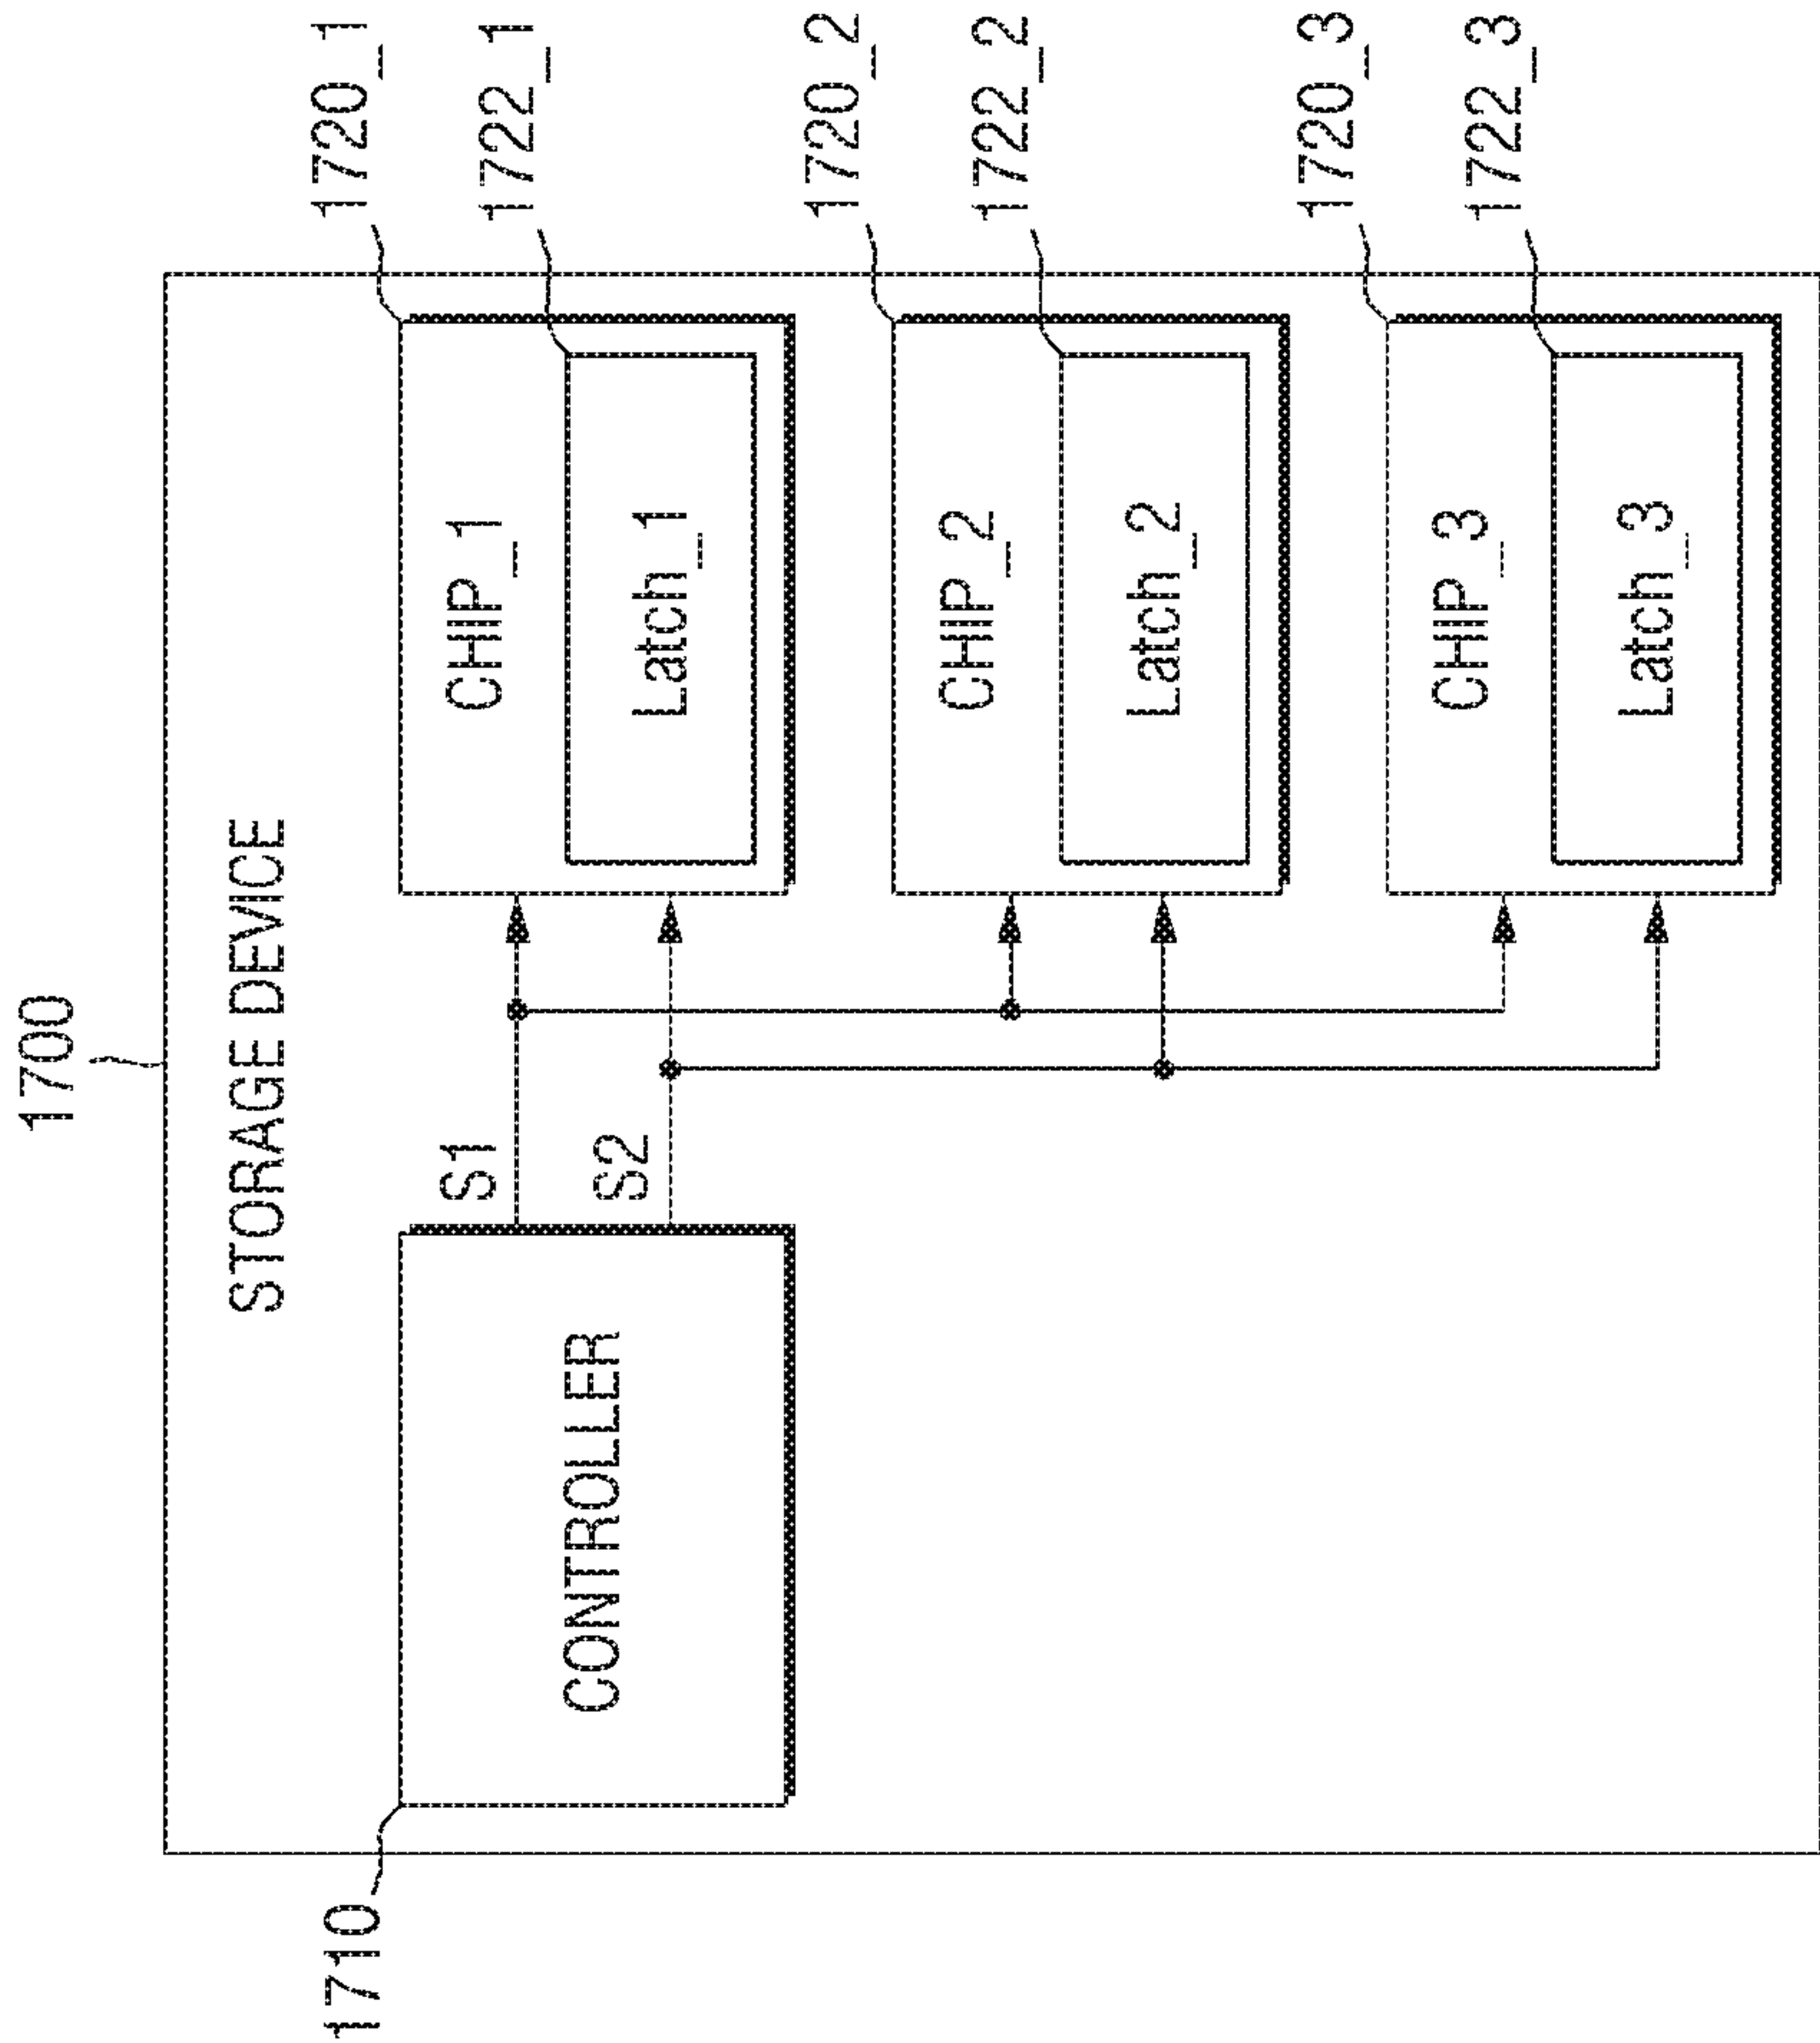 1700
STORAGE DEVICE
1710
CONTROLLER
S1
S2
CHIP_1
Latch_1
1720_1
1722_1
CHIP_2
Latch_2
1720_2
1722_2
CHIP_3
Latch_3
1720_3
1722_3